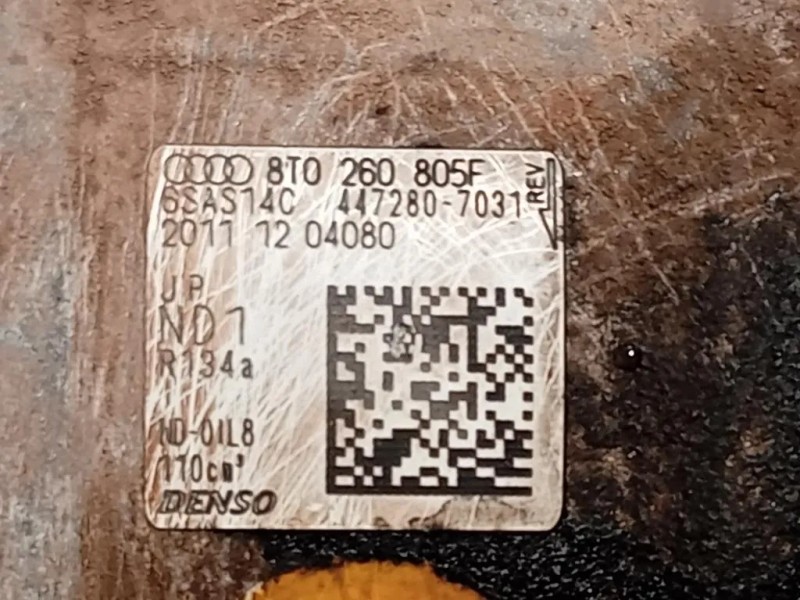 8T0 260 805F
REV
6SAS14C 447280-7031
2011 12 04080
JP
ND1
R134a
ND-OIL8
110cm³
DENSO